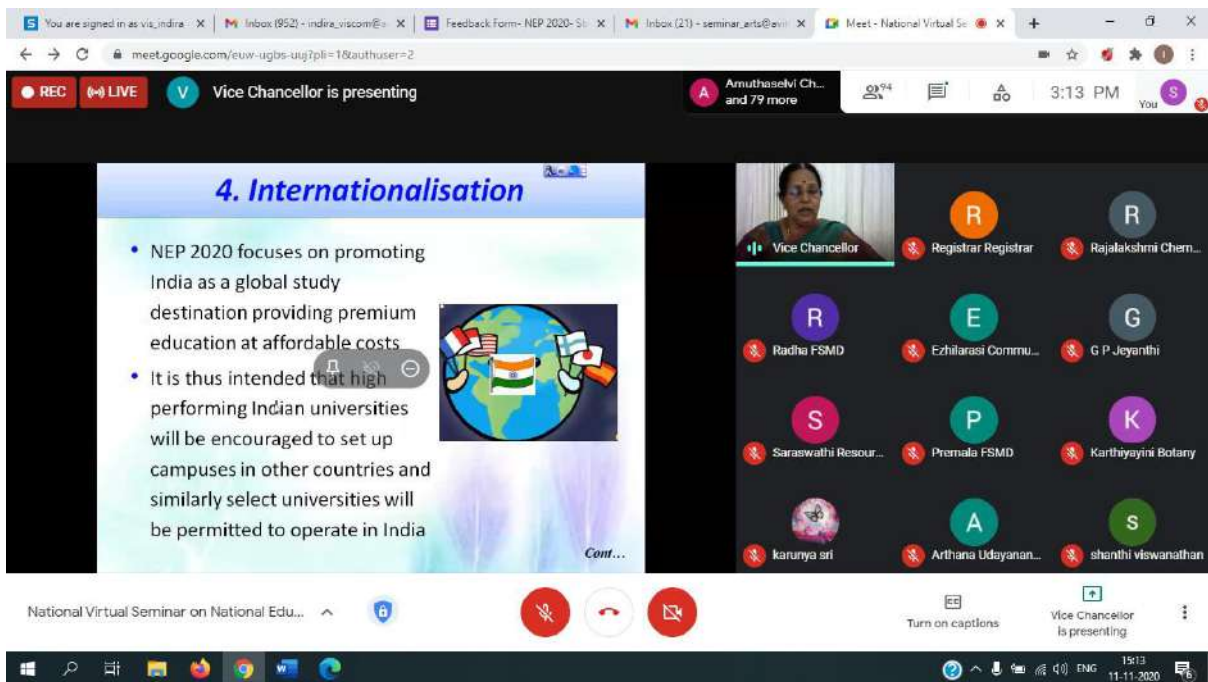 You are signed in as vis_indira
Inbox (952) - indira_viscom@
Feedback Form- NEP 2020- St
Inbox (21) - seminar_arts@avin
Meet - National Virtual Se
meet.google.com/euw-ugbs-uuj?pli=1&authuser=2
REC
LIVE
V
Vice Chancellor is presenting
A
Amuthaselvi Ch...
and 79 more
94
3:13 PM
You
S
4. Internationalisation
• NEP 2020 focuses on promoting
India as a global study
destination providing premium
education at affordable costs
• It is thus intended that high
performing Indian universities
will be encouraged to set up
campuses in other countries and
similarly select universities will
be permitted to operate in India
Cont...
Vice Chancellor
R
Registrar Registrar
R
Rajalakshmi Chem...
R
Radha FSMD
E
Ezhilarasi Commu...
G
G P Jeyanthi
S
Saraswathi Resour...
P
Premala FSMD
K
Karthiyayini Botany
karunya sri
A
Arthana Udayanan...
s
shanthi viswanathan
National Virtual Seminar on National Edu...
Turn on captions
Vice Chancellor
is presenting
ENG
15:13
11-11-2020